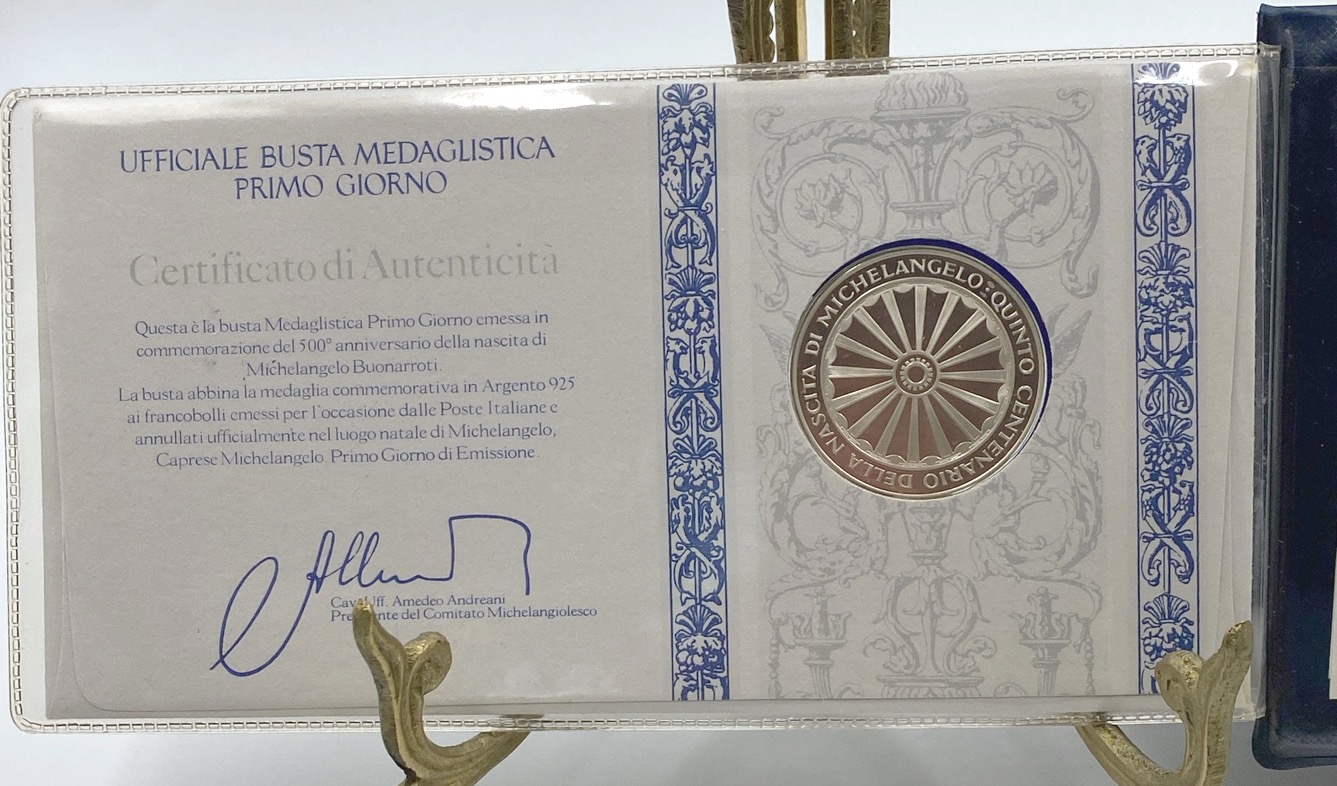 UFFICIALE BUSTA MEDAGLISTICA
PRIMO GIORNO
Certificato di Autenticità
Questa è la busta Medaglistica Primo Giorno emessa in
commemorazione del 500° anniversario della nascita di
Michelangelo Buonarroti.
La busta abbina la medaglia commemorativa in Argento 925
ai francobolli emessi per l'occasione dalle Poste Italiane e
annullati ufficialmente nel luogo natale di Michelangelo,
Caprese Michelangelo. Primo Giorno di Emissione.
Uff. Amedeo Andreani
del Comitato Michelangiolesco
QUINTO CENTENARIO DELLA NASCITA DI MICHELANGELO: